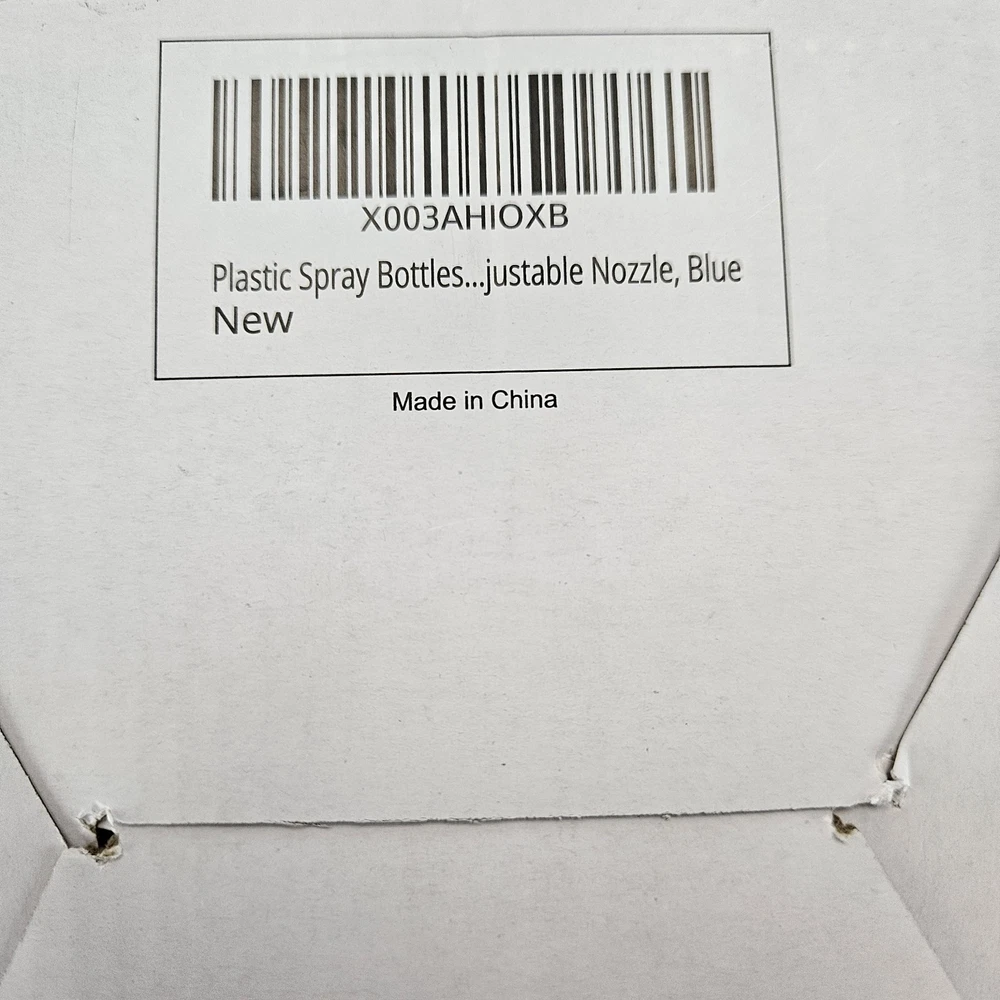 X003AHIOXB
Plastic Spray Bottles...justable Nozzle, Blue
New
Made in China